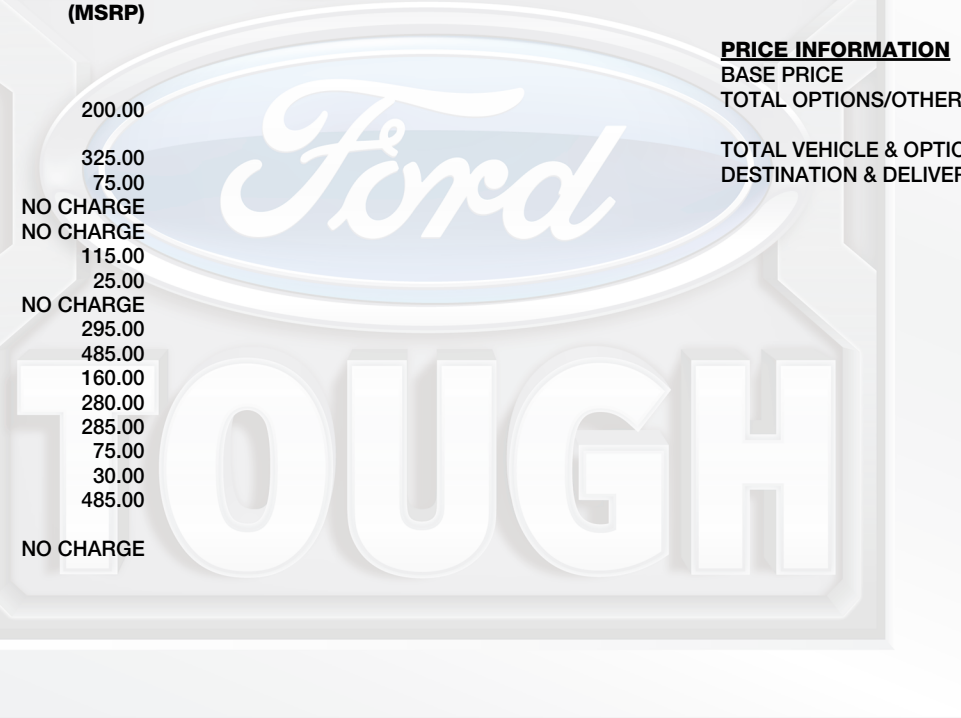 (MSRP)
200.00
325.00
75.00
NO CHARGE
NO CHARGE
115.00
25.00
NO CHARGE
295.00
485.00
160.00
280.00
285.00
75.00
30.00
485.00
NO CHARGE
PRICE INFORMATION
BASE PRICE
TOTAL OPTIONS/OTHER
TOTAL VEHICLE & OPTIO
DESTINATION & DELIVER
Ford
TOUGH